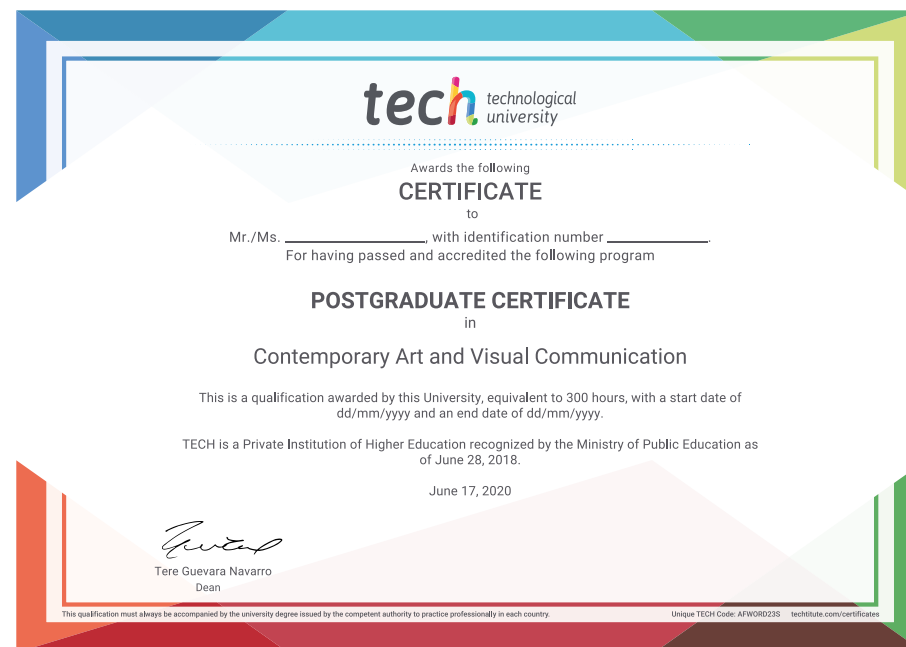 tech technological
university
Awards the following
CERTIFICATE
to
Mr./Ms. ____________, with identification number _________.
For having passed and accredited the following program
POSTGRADUATE CERTIFICATE
in
Contemporary Art and Visual Communication
This is a qualification awarded by this University, equivalent to 300 hours, with a start date of
dd/mm/yyyy and an end date of dd/mm/yyyy.
TECH is a Private Institution of Higher Education recognized by the Ministry of Public Education as
of June 28, 2018.
June 17, 2020
Tere Guevara Navarro
Dean
This qualification must always be accompanied by the university degree issued by the competent authority to practice professionally in each country. Unique TECH Code: AFWORD23S techtitute.com/certificates